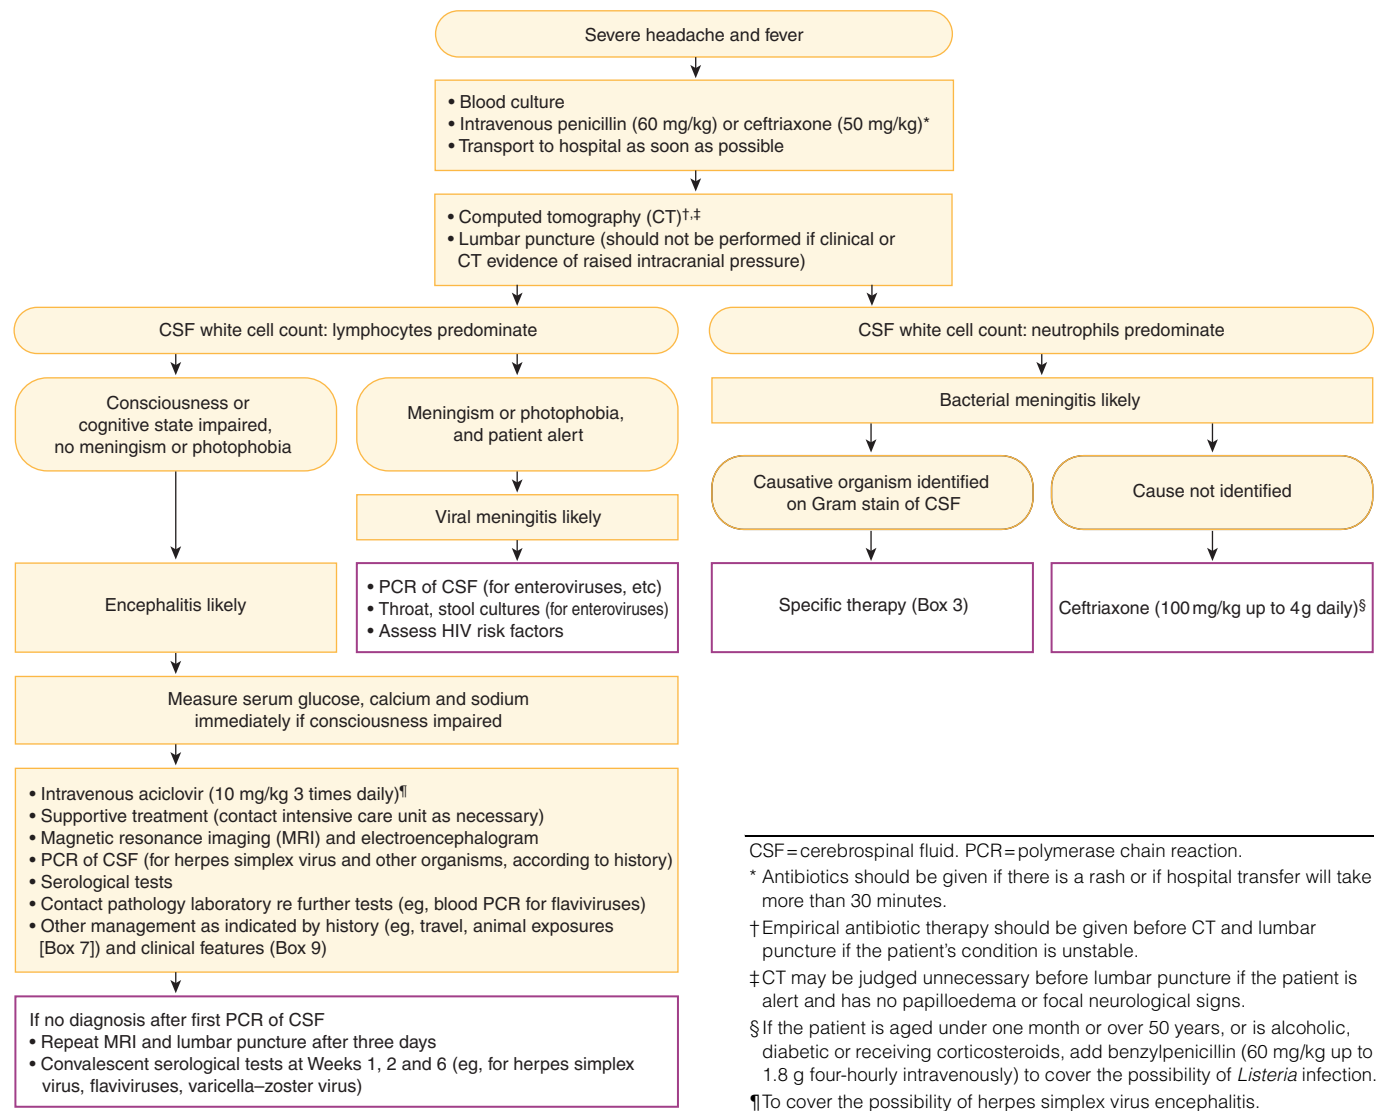 Severe headache and fever
• Blood culture
• Intravenous penicillin (60 mg/kg) or ceftriaxone (50 mg/kg)*
• Transport to hospital as soon as possible
• Computed tomography (CT)†,‡
• Lumbar puncture (should not be performed if clinical or
CT evidence of raised intracranial pressure)
CSF white cell count: lymphocytes predominate
CSF white cell count: neutrophils predominate
Consciousness or
cognitive state impaired,
no meningism or photophobia
Meningism or photophobia,
and patient alert
Bacterial meningitis likely
Causative organism identified
on Gram stain of CSF
Cause not identified
Viral meningitis likely
Encephalitis likely
• PCR of CSF (for enteroviruses, etc)
• Throat, stool cultures (for enteroviruses)
• Assess HIV risk factors
Specific therapy (Box 3)
Ceftriaxone (100 mg/kg up to 4 g daily)§
Measure serum glucose, calcium and sodium
immediately if consciousness impaired
• Intravenous aciclovir (10 mg/kg 3 times daily)¶
• Supportive treatment (contact intensive care unit as necessary)
• Magnetic resonance imaging (MRI) and electroencephalogram
• PCR of CSF (for herpes simplex virus and other organisms, according to history)
• Serological tests
• Contact pathology laboratory re further tests (eg, blood PCR for flaviviruses)
• Other management as indicated by history (eg, travel, animal exposures
[Box 7]) and clinical features (Box 9)
If no diagnosis after first PCR of CSF
• Repeat MRI and lumbar puncture after three days
• Convalescent serological tests at Weeks 1, 2 and 6 (eg, for herpes simplex
virus, flaviviruses, varicella–zoster virus)
CSF = cerebrospinal fluid. PCR = polymerase chain reaction.
* Antibiotics should be given if there is a rash or if hospital transfer will take
more than 30 minutes.
† Empirical antibiotic therapy should be given before CT and lumbar
puncture if the patient's condition is unstable.
‡ CT may be judged unnecessary before lumbar puncture if the patient is
alert and has no papilloedema or focal neurological signs.
§ If the patient is aged under one month or over 50 years, or is alcoholic,
diabetic or receiving corticosteroids, add benzylpenicillin (60 mg/kg up to
1.8 g four-hourly intravenously) to cover the possibility of Listeria infection.
¶ To cover the possibility of herpes simplex virus encephalitis.